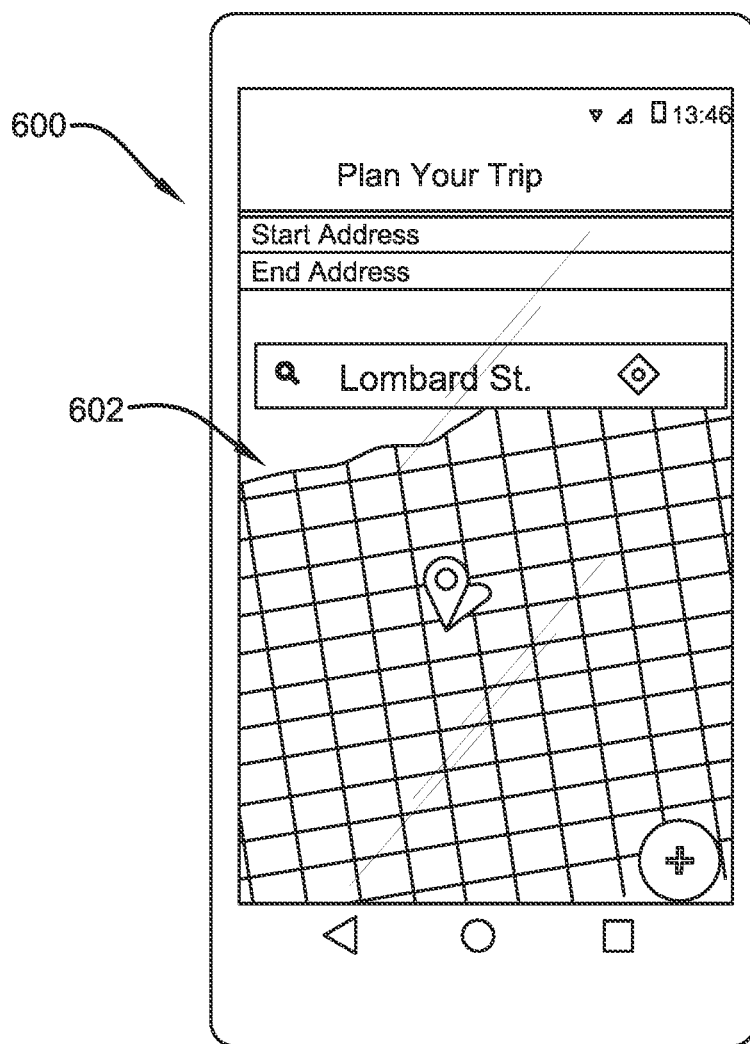 13:46
600
Plan Your Trip
Start Address
End Address
Lombard St.
602